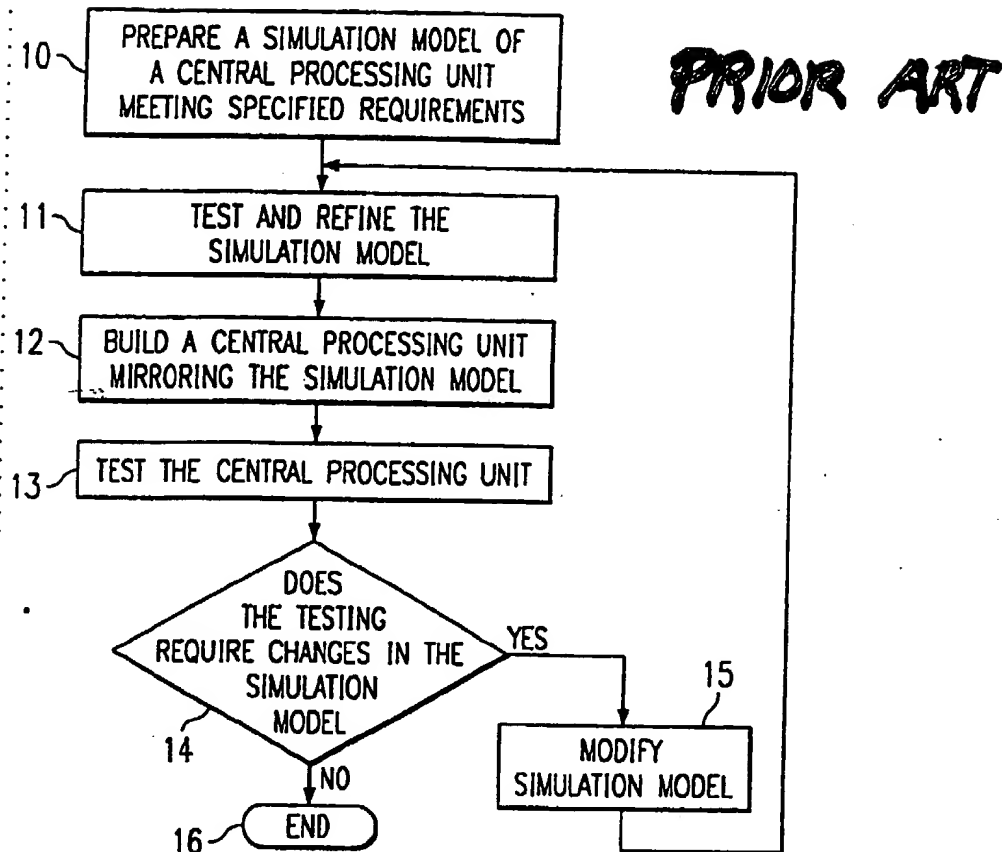 10
PREPARE A SIMULATION MODEL OF
A CENTRAL PROCESSING UNIT
MEETING SPECIFIED REQUIREMENTS
PRIOR ART
11
TEST AND REFINE THE
SIMULATION MODEL
12
BUILD A CENTRAL PROCESSING UNIT
MIRRORING THE SIMULATION MODEL
13
TEST THE CENTRAL PROCESSING UNIT
DOES
THE TESTING
REQUIRE CHANGES IN THE
SIMULATION
MODEL
14
YES
15
MODIFY
SIMULATION MODEL
NO
16
END